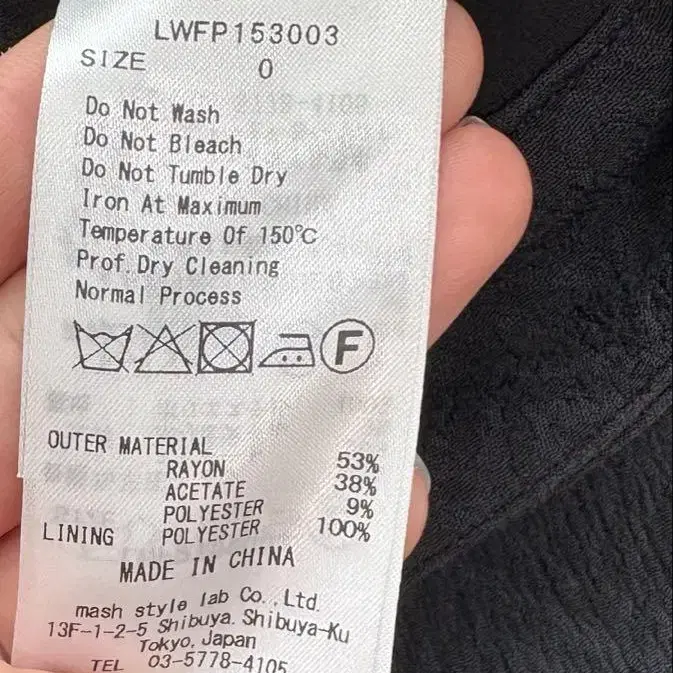 LWFP153003
SIZE 0
Do Not Wash
Do Not Bleach
Do Not Tumble Dry
Iron At Maximum
Temperature Of 150℃
Prof. Dry Cleaning
Normal Process
F
OUTER MATERIAL
RAYON 53%
ACETATE 38%
POLYESTER 9%
LINING POLYESTER 100%
MADE IN CHINA
mash style lab Co., Ltd.
13F-1-2-5 Shibuya. Shibuya-Ku
Tokyo, Japan
TEL 03-5778-4105